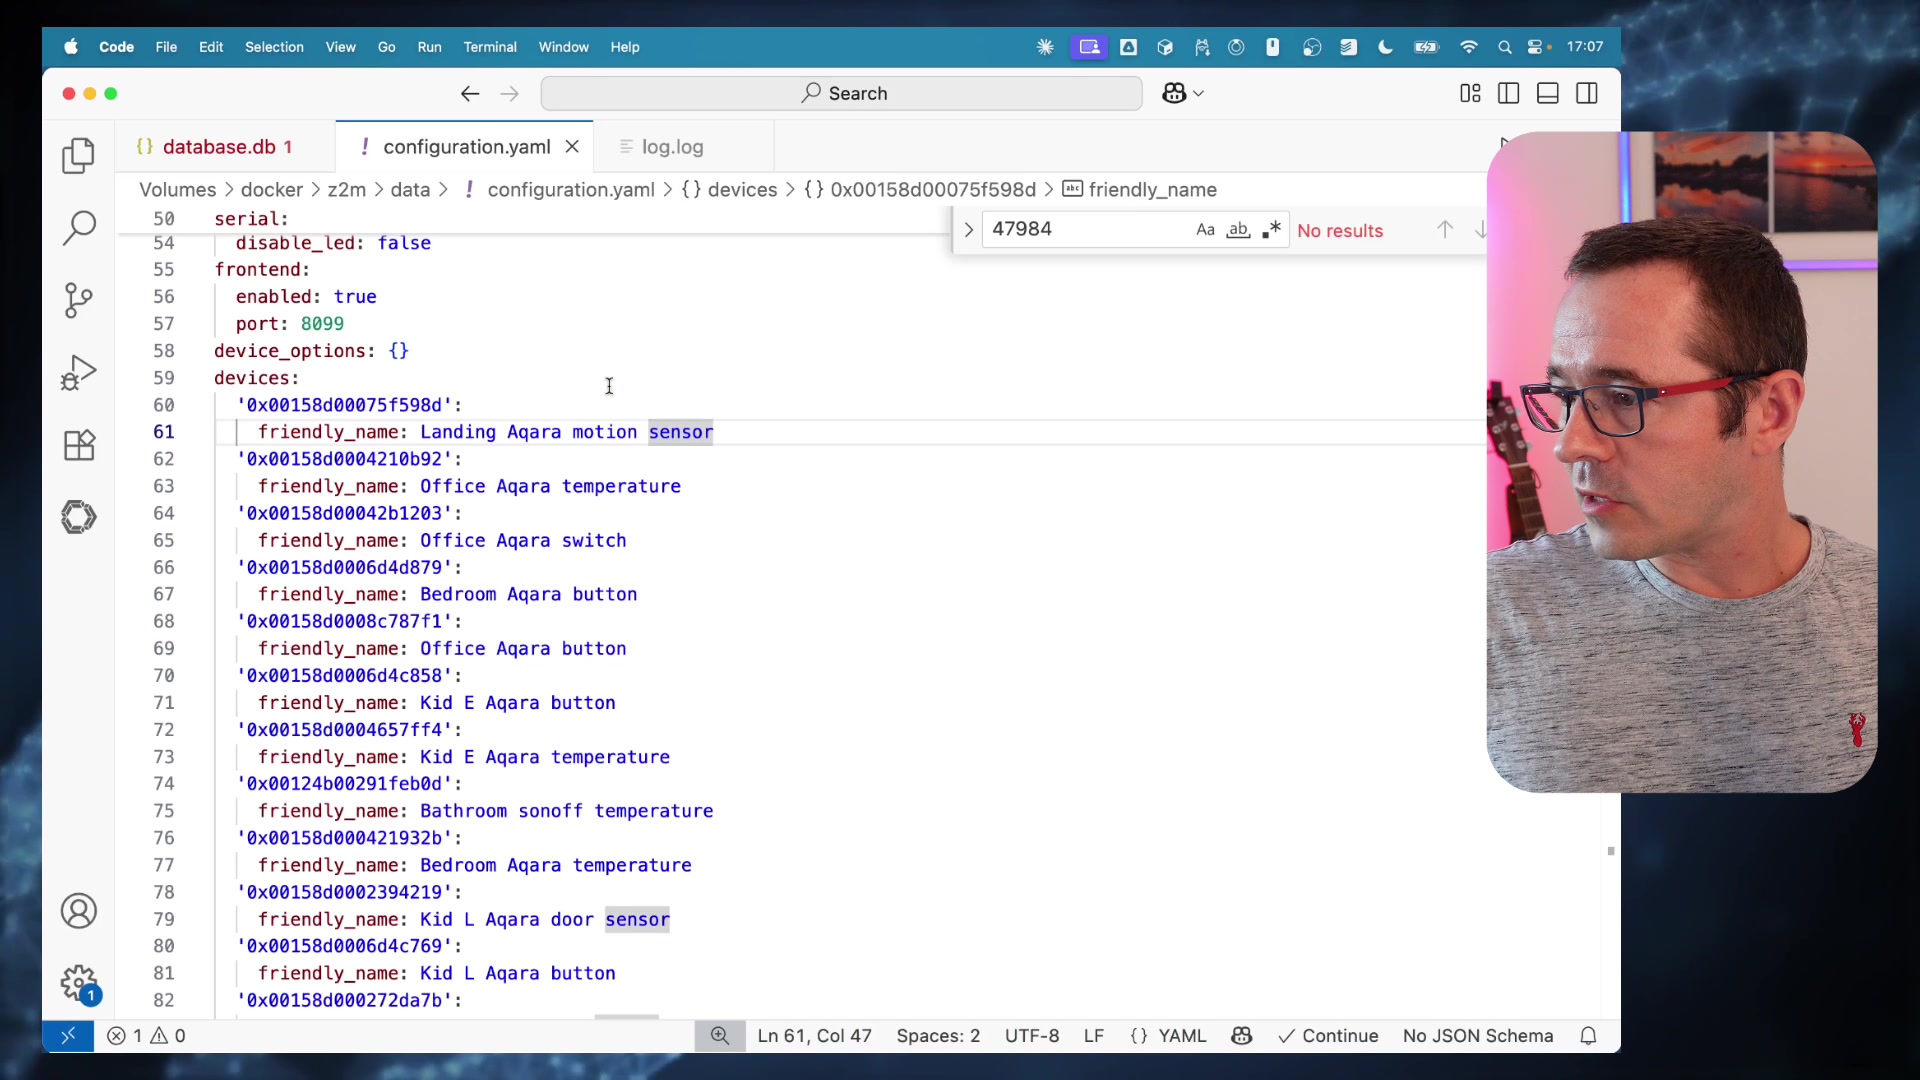 Code File Edit Selection View Go Run Terminal Window Help 17:07
Search
database.db 1 configuration.yaml log.log
Volumes > docker > z2m > data > ! configuration.yaml > {} devices > {} 0x00158d00075f598d > abc friendly_name
47984 Aa ab .* No results
50 serial:
54 disable_led: false
55 frontend:
56 enabled: true
57 port: 8099
58 device_options: {}
59 devices:
60 '0x00158d00075f598d':
61 friendly_name: Landing Aqara motion sensor
62 '0x00158d0004210b92':
63 friendly_name: Office Aqara temperature
64 '0x00158d00042b1203':
65 friendly_name: Office Aqara switch
66 '0x00158d0006d4d879':
67 friendly_name: Bedroom Aqara button
68 '0x00158d0008c787f1':
69 friendly_name: Office Aqara button
70 '0x00158d0006d4c858':
71 friendly_name: Kid E Aqara button
72 '0x00158d0004657ff4':
73 friendly_name: Kid E Aqara temperature
74 '0x00124b00291feb0d':
75 friendly_name: Bathroom sonoff temperature
76 '0x00158d000421932b':
77 friendly_name: Bedroom Aqara temperature
78 '0x00158d0002394219':
79 friendly_name: Kid L Aqara door sensor
80 '0x00158d0006d4c769':
81 friendly_name: Kid L Aqara button
82 '0x00158d000272da7b':
1
1 0 Ln 61, Col 47 Spaces: 2 UTF-8 LF {} YAML Continue No JSON Schema